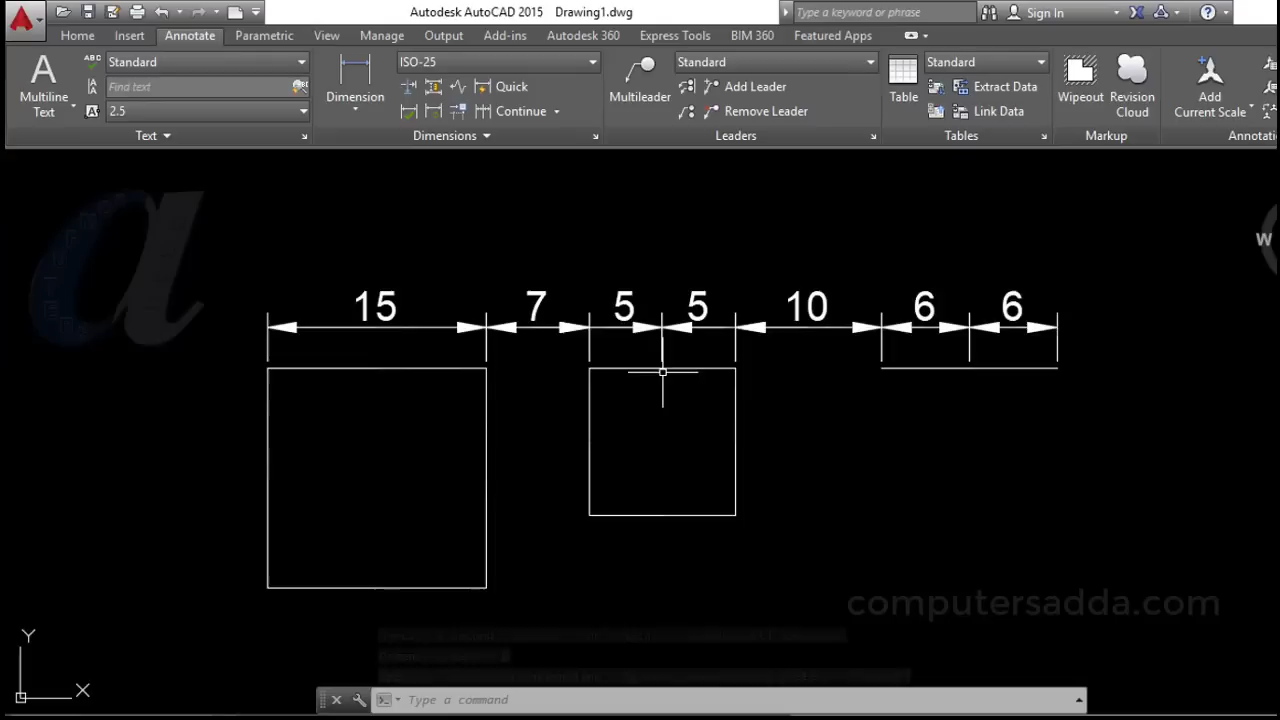 Autodesk AutoCAD 2015 Drawing1.dwg
Type a keyword or phrase
Sign In
Home Insert Annotate Parametric View Manage Output Add-ins Autodesk 360 Express Tools BIM 360 Featured Apps
A Multiline Text
ABC Standard
Find text
2.5
Text
Dimension
ISO-25
Quick
Continue
Dimensions
Multileader
Standard
Add Leader
Remove Leader
Leaders
Table
Standard
Extract Data
Link Data
Tables
Wipeout
Revision Cloud
Markup
Add Current Scale
Annotatio
a
W
15 7 5 5 10 6 6
computersadda.com
Y
X
Type a command